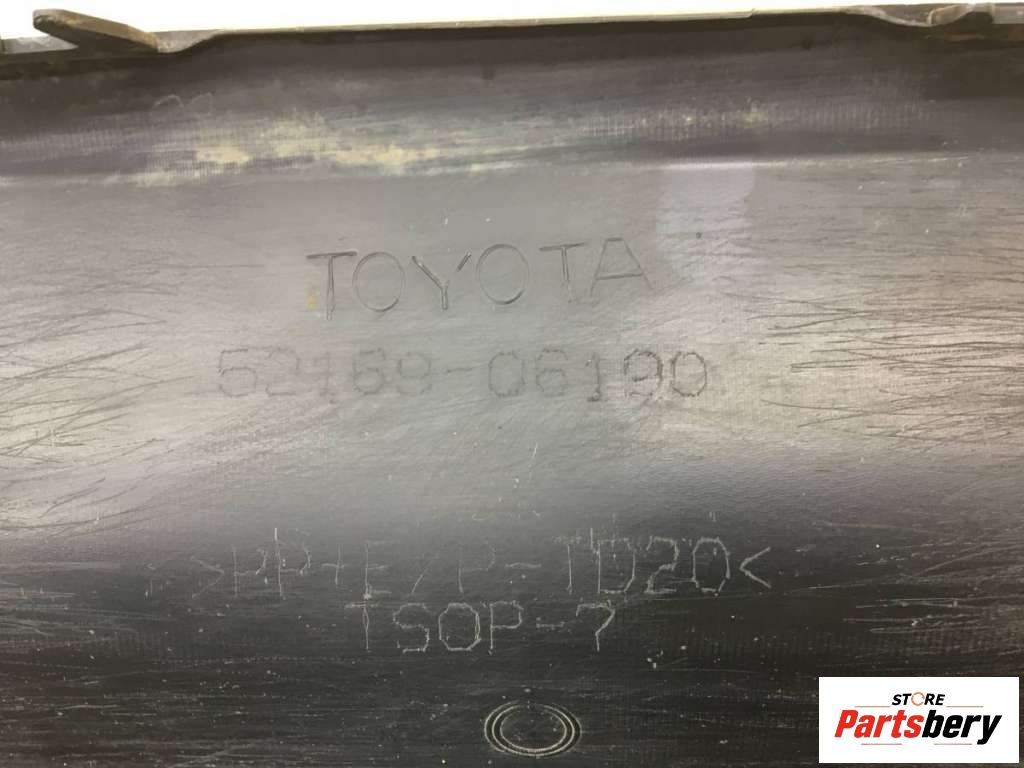 TOYOTA
52169-06190
>PP+E/P-TD20<
TSOP-7
STORE
Partsbery